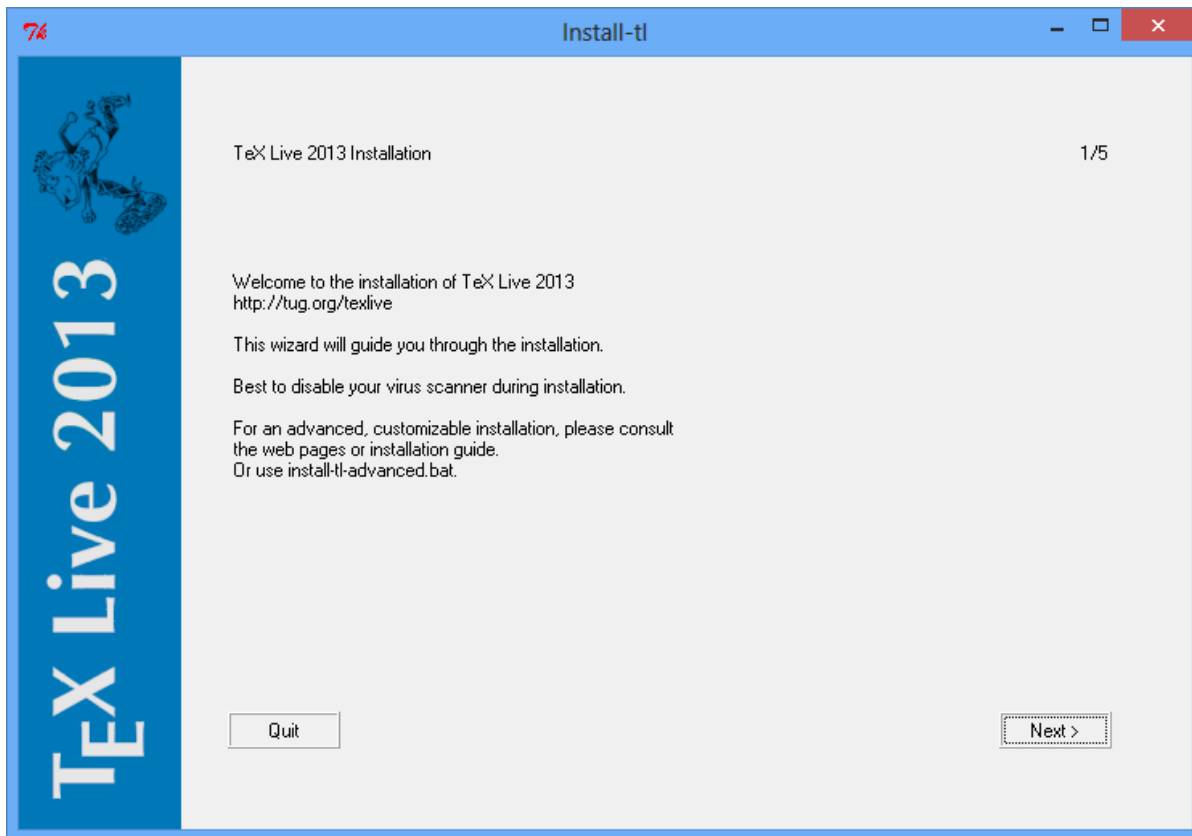 Install-tl
TeX Live 2013
TeX Live 2013 Installation
1/5
Welcome to the installation of TeX Live 2013
http://tug.org/texlive
This wizard will guide you through the installation.
Best to disable your virus scanner during installation.
For an advanced, customizable installation, please consult
the web pages or installation guide.
Or use install-tl-advanced.bat.
Quit
Next >